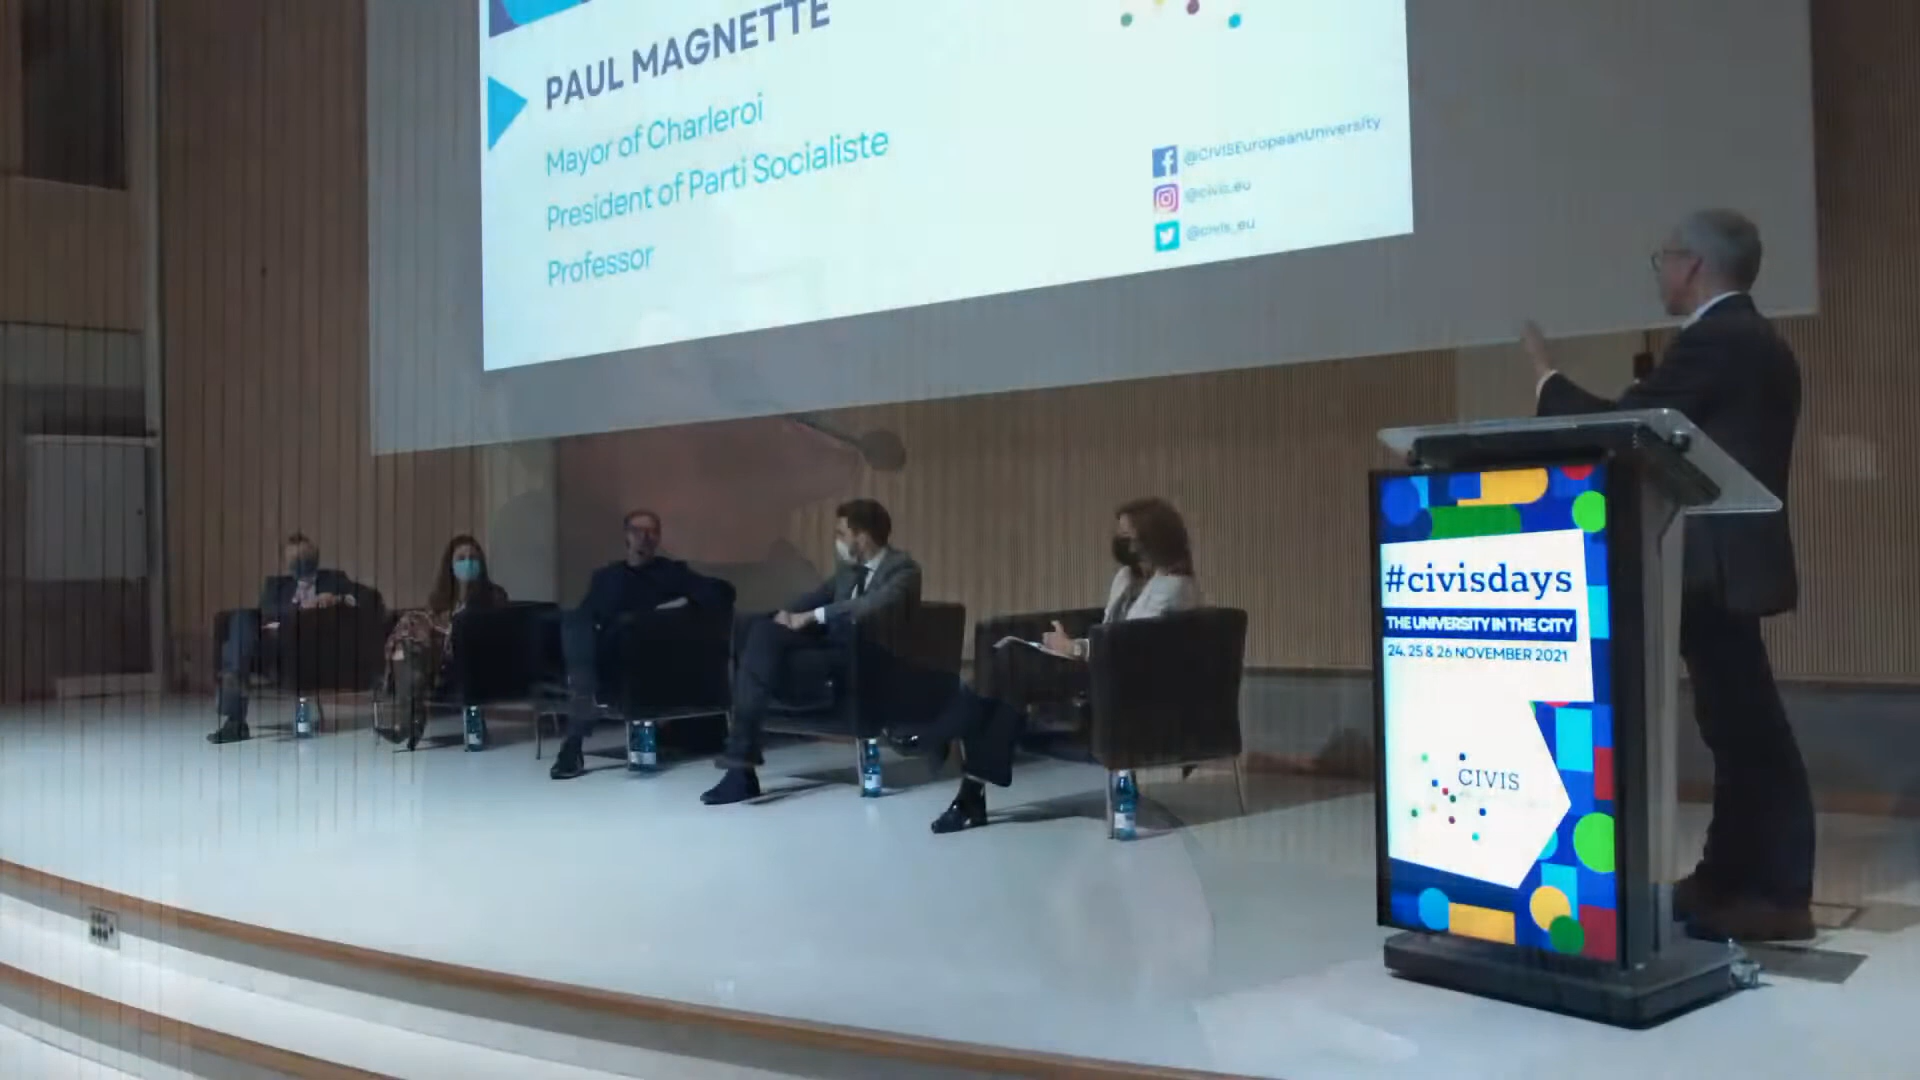 PAUL MAGNETTE
Mayor of Charleroi
President of Parti Socialiste
Professor
@CIVISEuropeanUniversity
@civis.eu
@civis_eu
#civisdays
THE UNIVERSITY IN THE CITY
24, 25 & 26 NOVEMBER 2021
CIVIS